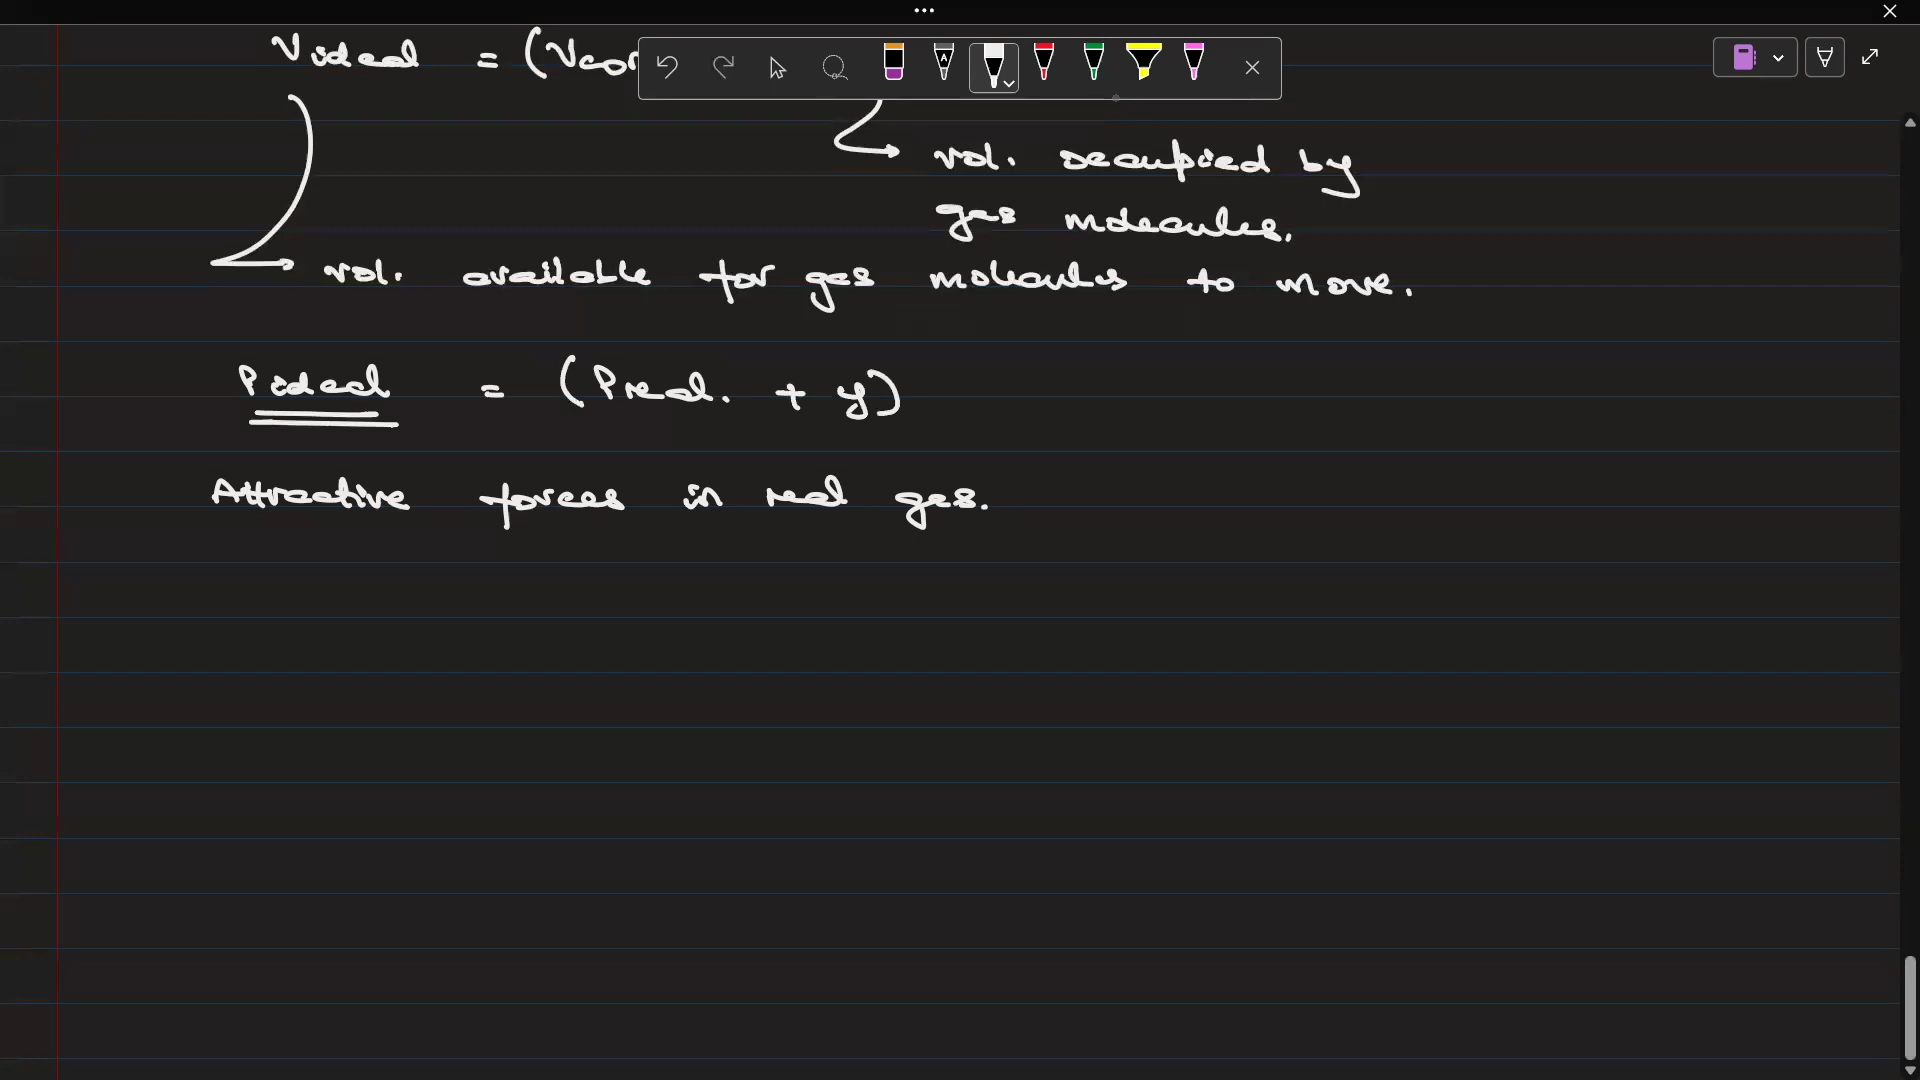 Videal = (Vcon
vol. occupied by
gas molecules.
vol. available for gas molecules to move.
Pideal = (Preal. + y)
Attractive forces in real gas.